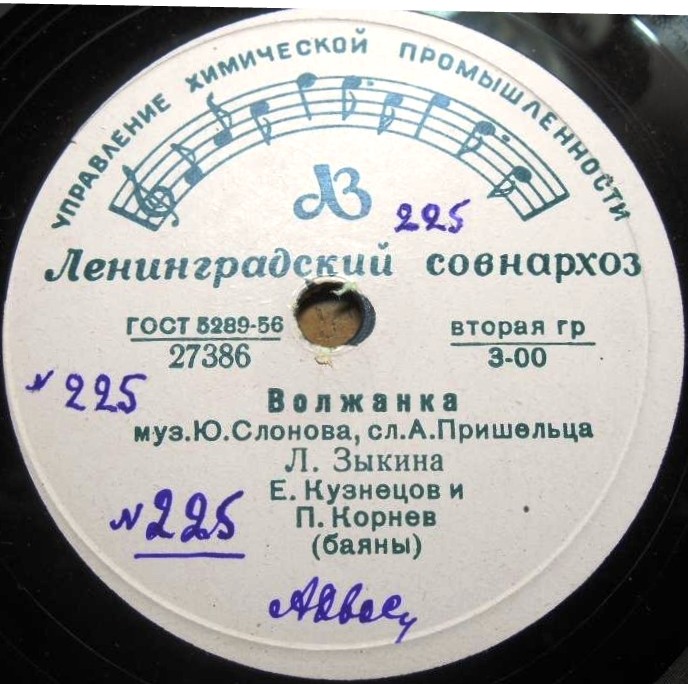 УПРАВЛЕНИЕ ХИМИЧЕСКОЙ ПРОМЫШЛЕННОСТИ
ЛЗ
225
Ленинградский совнархоз
ГОСТ 5289-56
27386
вторая гр
3-00
№ 225
Волжанка
муз.Ю.Слонова, сл.А.Пришельца
Л. Зыкина
Е. Кузнецов и
П. Корнев
(баяны)
№ 225